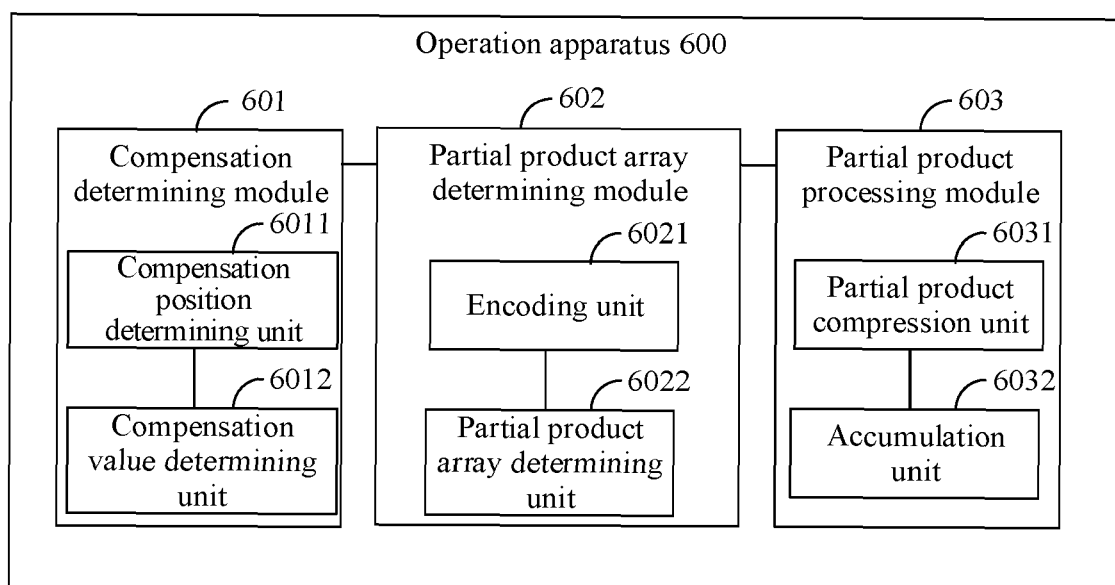 Operation apparatus 600
601
Compensation
determining module
6011
Compensation
position
determining unit
6012
Compensation
value determining
unit
602
Partial product array
determining module
6021
Encoding unit
6022
Partial product
array determining
unit
603
Partial product
processing module
6031
Partial product
compression unit
6032
Accumulation
unit